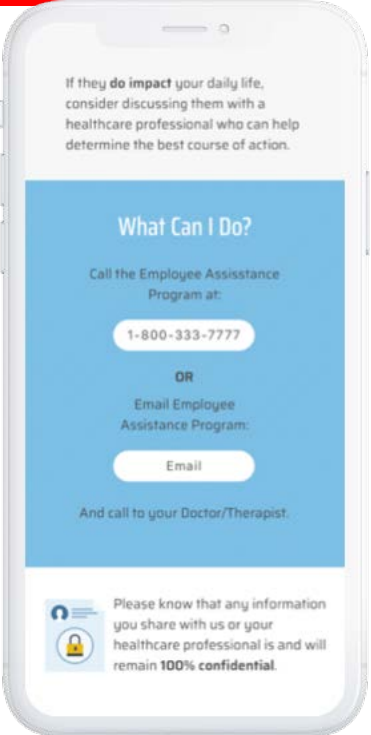 If they do impact your daily life,
consider discussing them with a
healthcare professional who can help
determine the best course of action.
What Can I Do?
Call the Employee Assisstance
Program at:
1-800-333-7777
OR
Email Employee
Assistance Program:
Email
And call to your Doctor/Therapist.
Please know that any information
you share with us or your
healthcare professional is and will
remain 100% confidential.